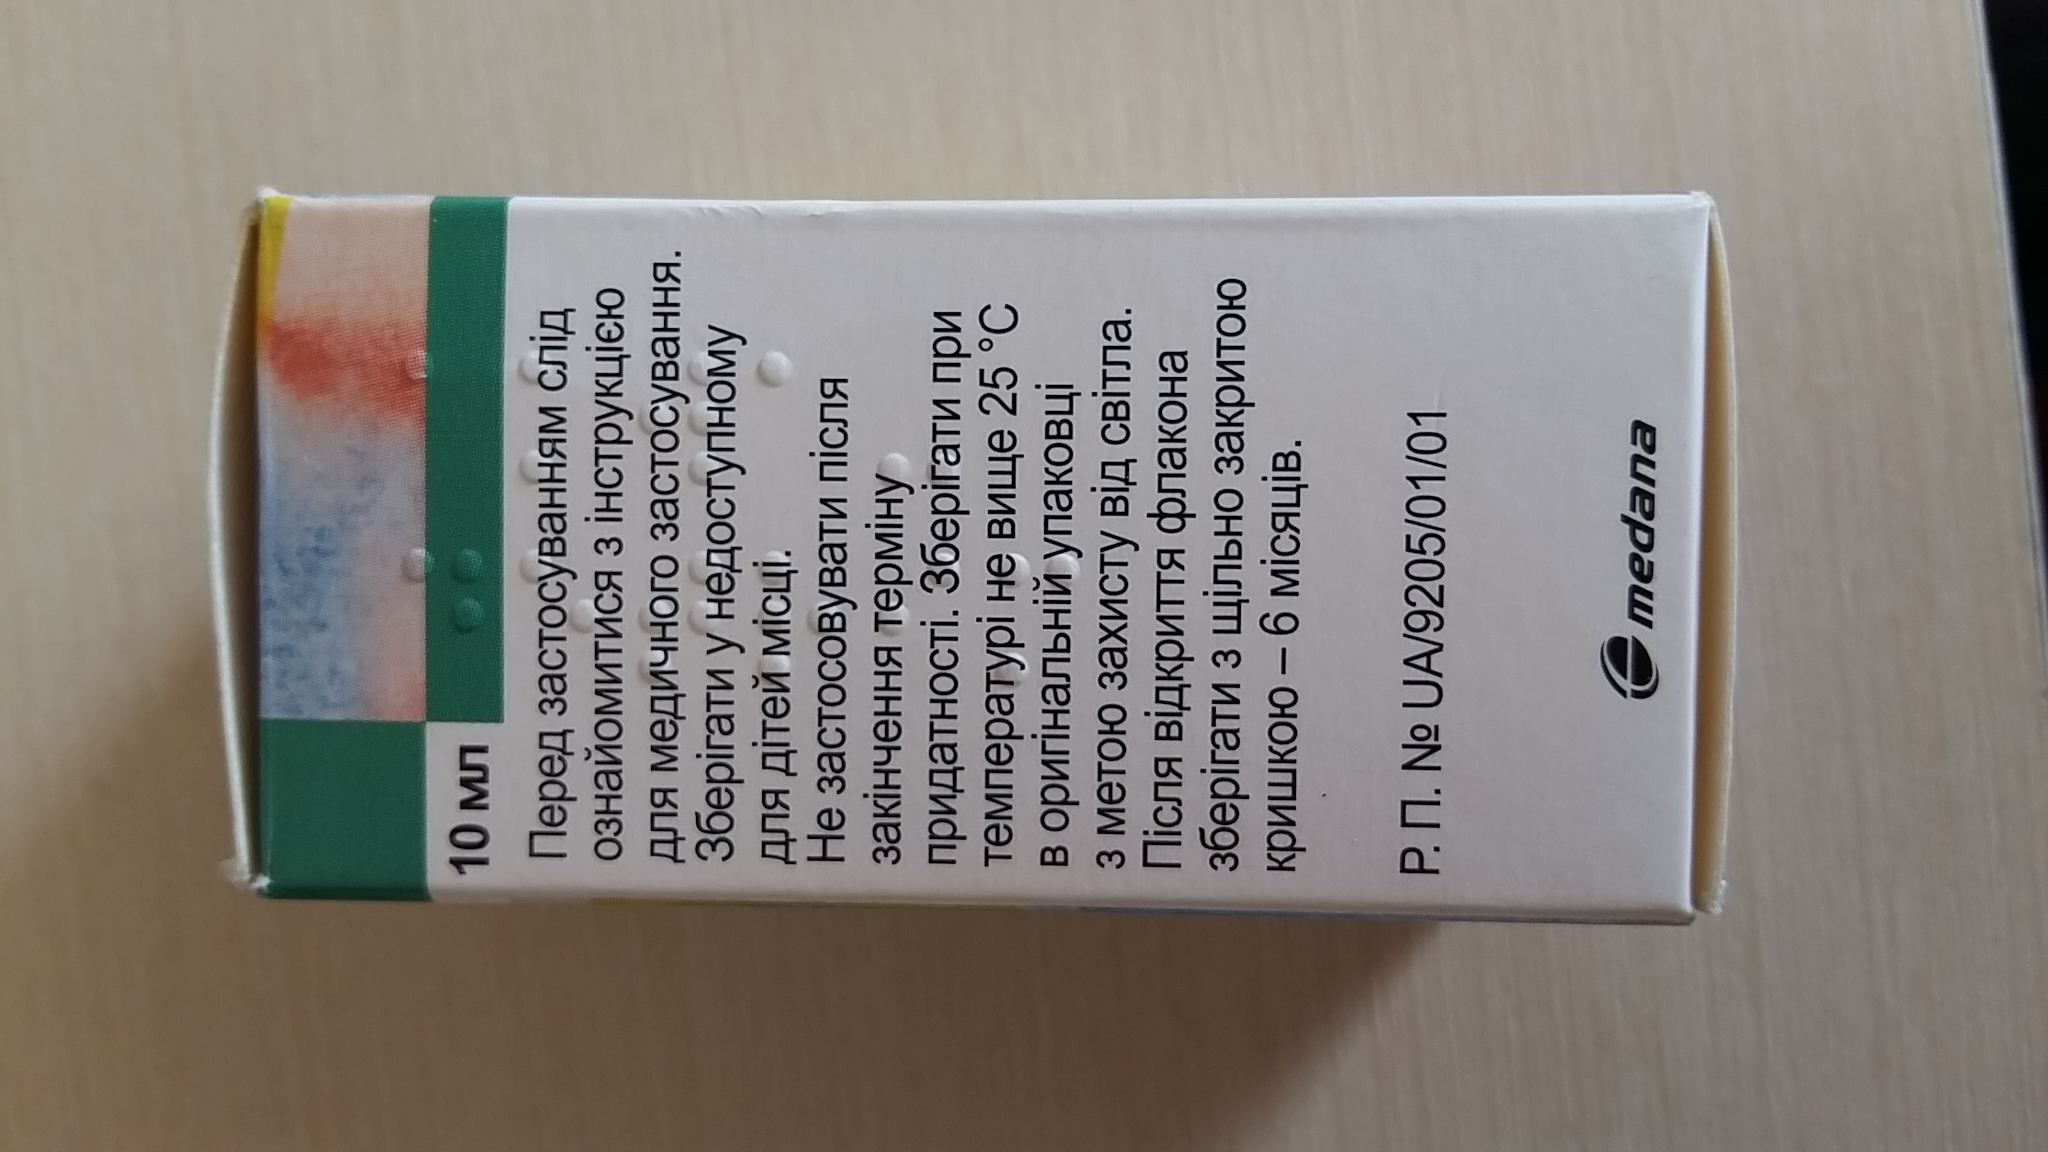 10 мл
Перед застосуванням слід
ознайомитися з інструкцією
для медичного застосування.
Зберігати у недоступному
для дітей місці.
Не застосовувати після
закінчення терміну
придатності. Зберігати при
температурі не вище 25 °C
в оригінальній упаковці
з метою захисту від світла.
Після відкриття флакона
зберігати з щільно закритою
кришкою – 6 місяців.
Р. П. № UA/9205/01/01
medana